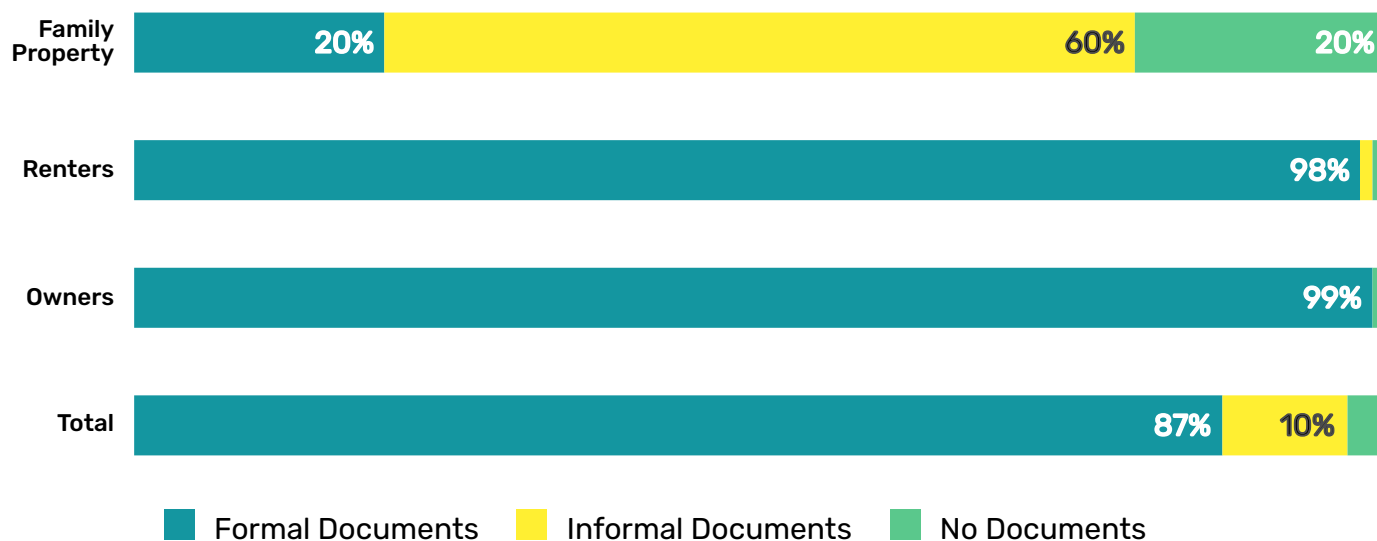 Family
Property
20%
60%
20%
Renters
98%
Owners
99%
Total
87%
10%
Formal Documents
Informal Documents
No Documents